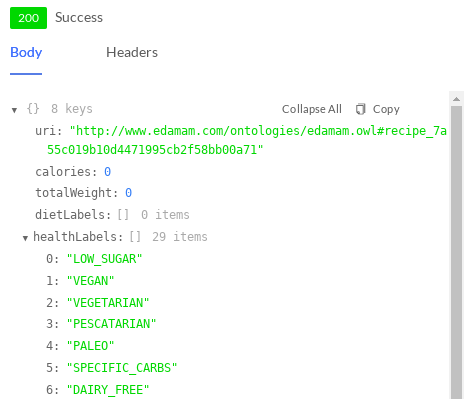 200 Success
Body Headers
{} 8 keys Collapse All Copy
uri: "http://www.edamam.com/ontologies/edamam.owl#recipe_7a
55c019b10d4471995cb2f58bb00a71"
calories: 0
totalWeight: 0
dietLabels: [] 0 items
healthLabels: [] 29 items
0: "LOW_SUGAR"
1: "VEGAN"
2: "VEGETARIAN"
3: "PESCATARIAN"
4: "PALEO"
5: "SPECIFIC_CARBS"
6: "DAIRY_FREE"